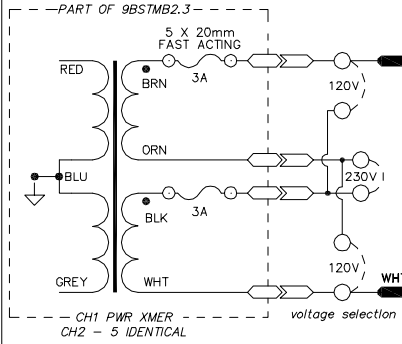 PART OF 9BSTMB2.3
5 X 20mm
FAST ACTING
RED
BRN
3A
120V
ORN
BLU
230V
BLK
3A
120V
GREY
WHT
WH
CH1 PWR XMER
CH2 - 5 IDENTICAL
voltage selection